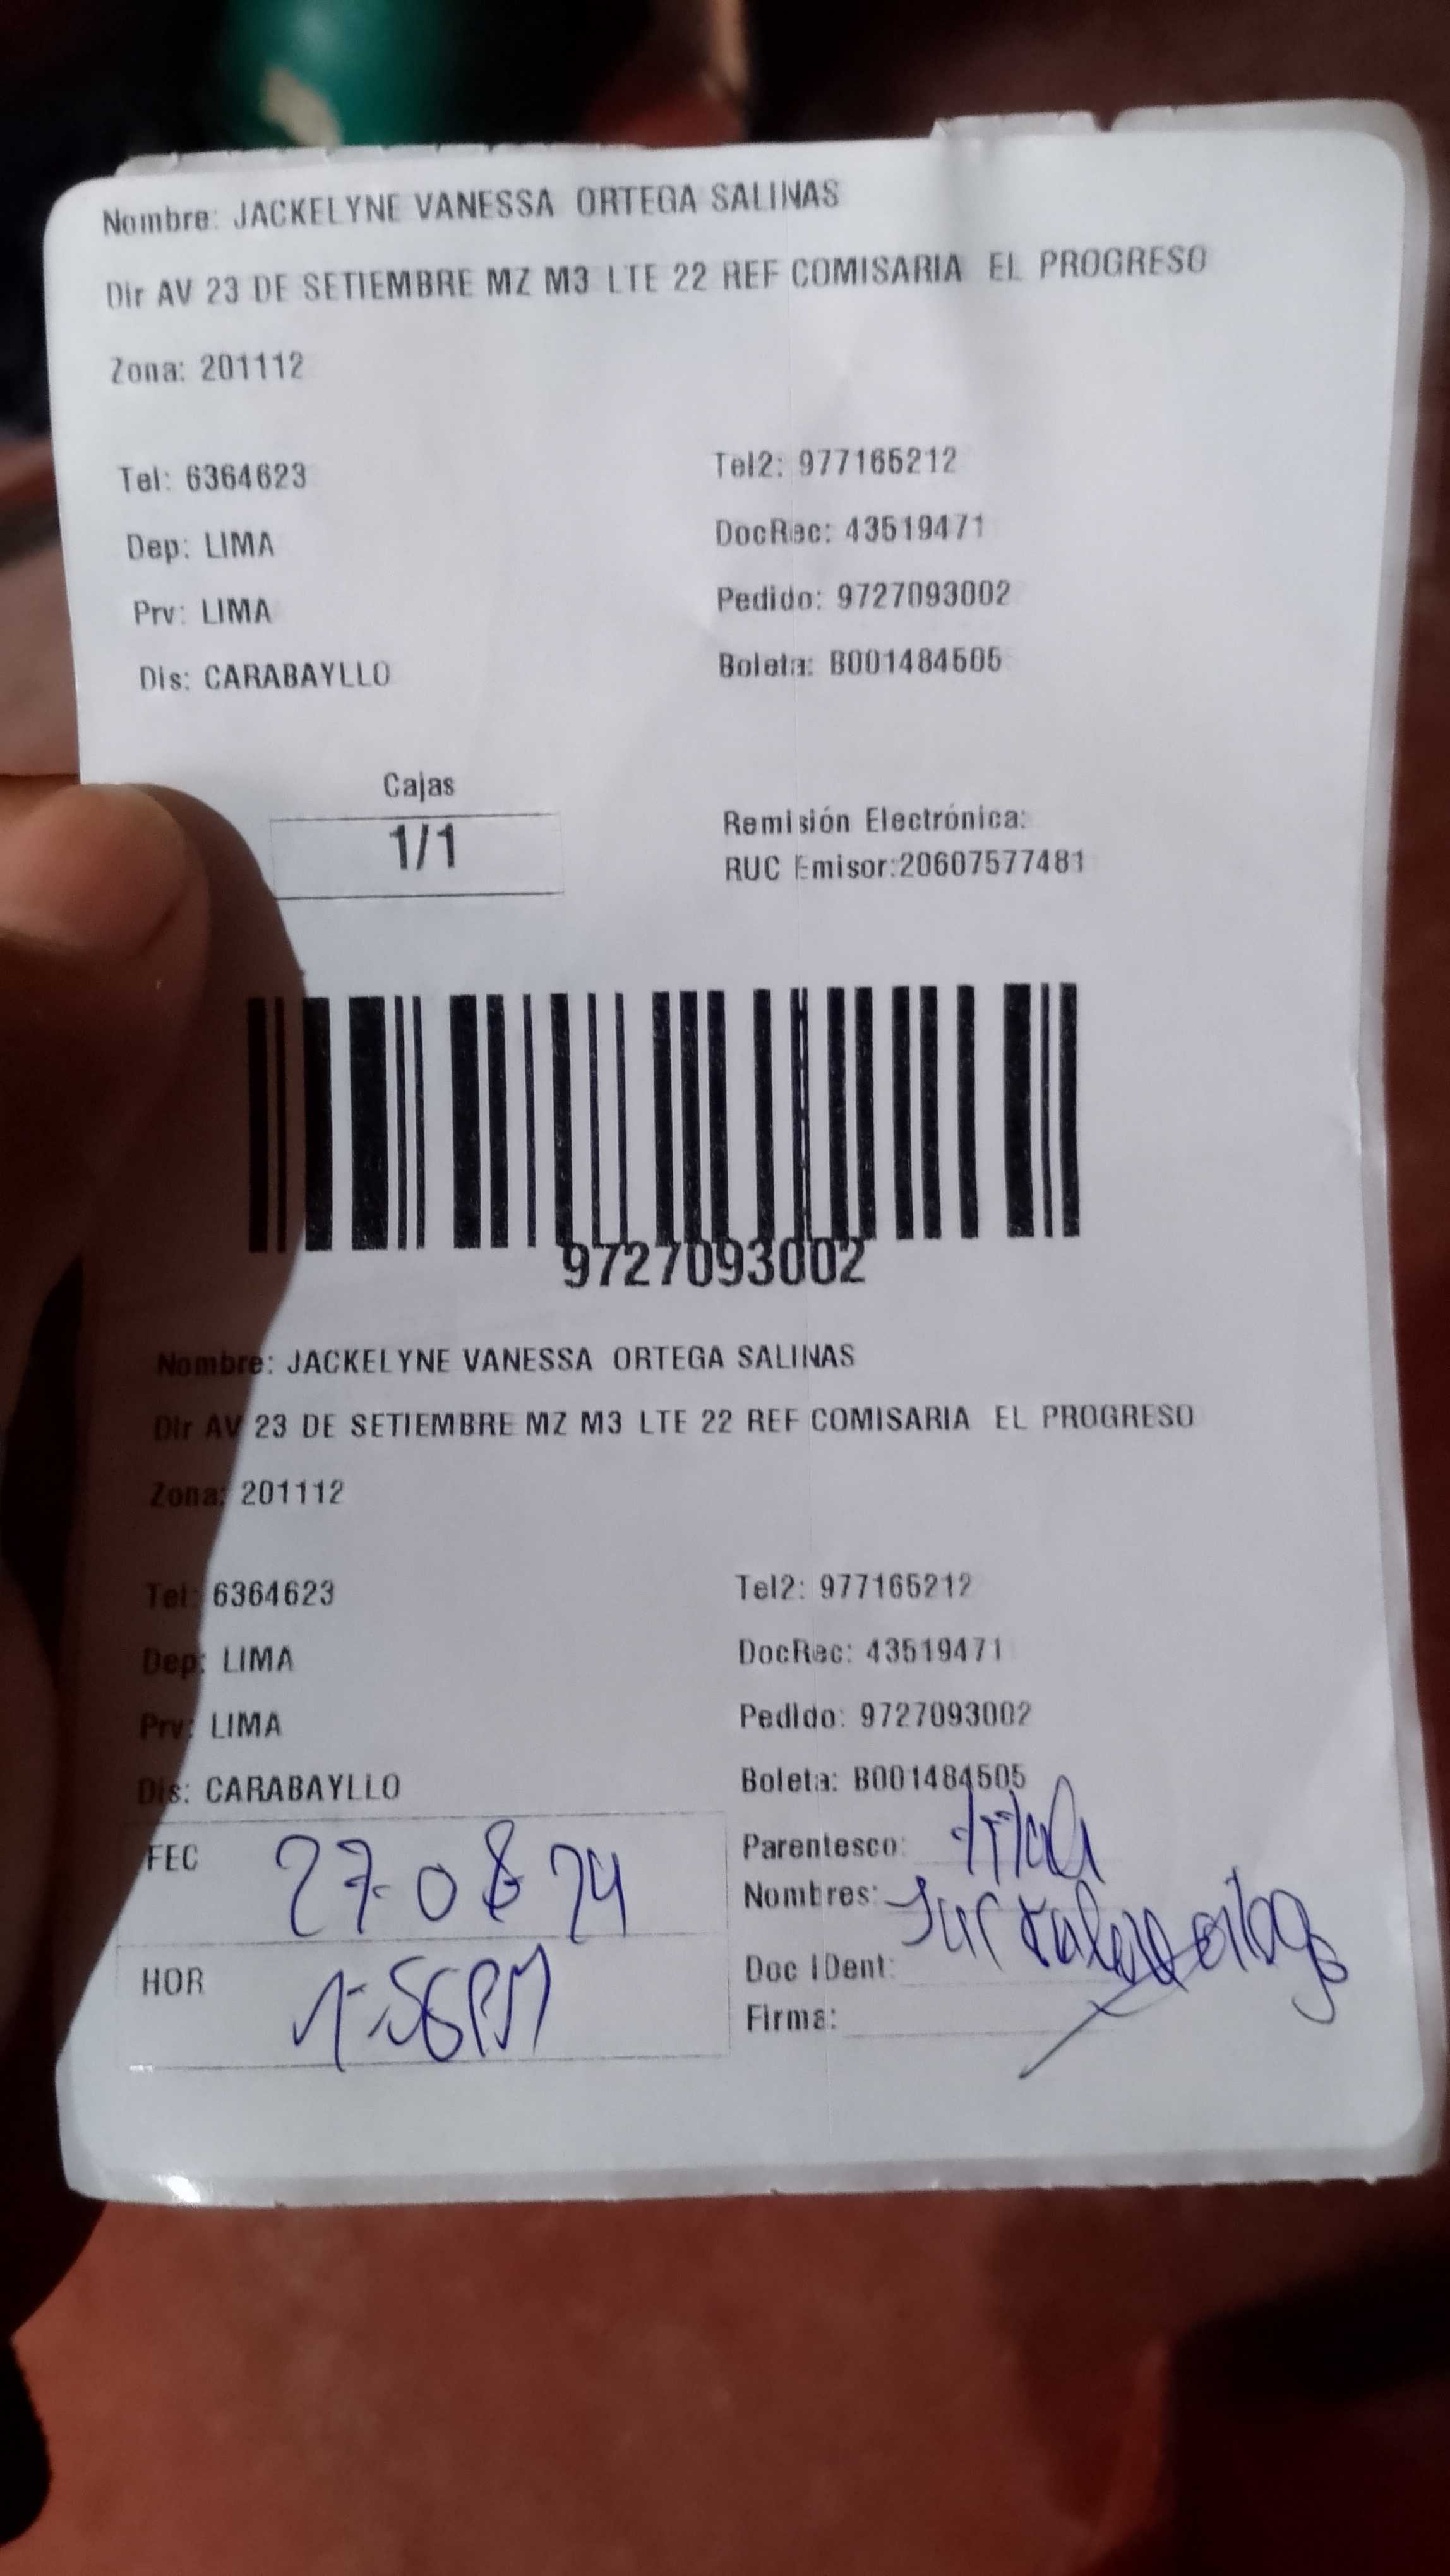 Nombre: JACKELYNE VANESSA ORTEGA SALINAS
Dir AV 23 DE SETIEMBRE MZ M3 LTE 22 REF COMISARIA EL PROGRESO
Zona: 201112
Tel: 6364623 Tel2: 977165212
Dep: LIMA DocRec: 43519471
Prv: LIMA Pedido: 9727093002
Dis: CARABAYLLO Boleta: B001484505
Cajas
1/1
Remisión Electrónica:
RUC Emisor:20607577481
9727093002
Nombre: JACKELYNE VANESSA ORTEGA SALINAS
Dir AV 23 DE SETIEMBRE MZ M3 LTE 22 REF COMISARIA EL PROGRESO
Zona: 201112
Tel: 6364623 Tel2: 977165212
Dep: LIMA DocRec: 43519471
Prv: LIMA Pedido: 9727093002
Dis: CARABAYLLO Boleta: B001484505
FEC 27-08 24 Parentesco:
Nombres:
HOR 1-56PM Doc IDent:
Firma: